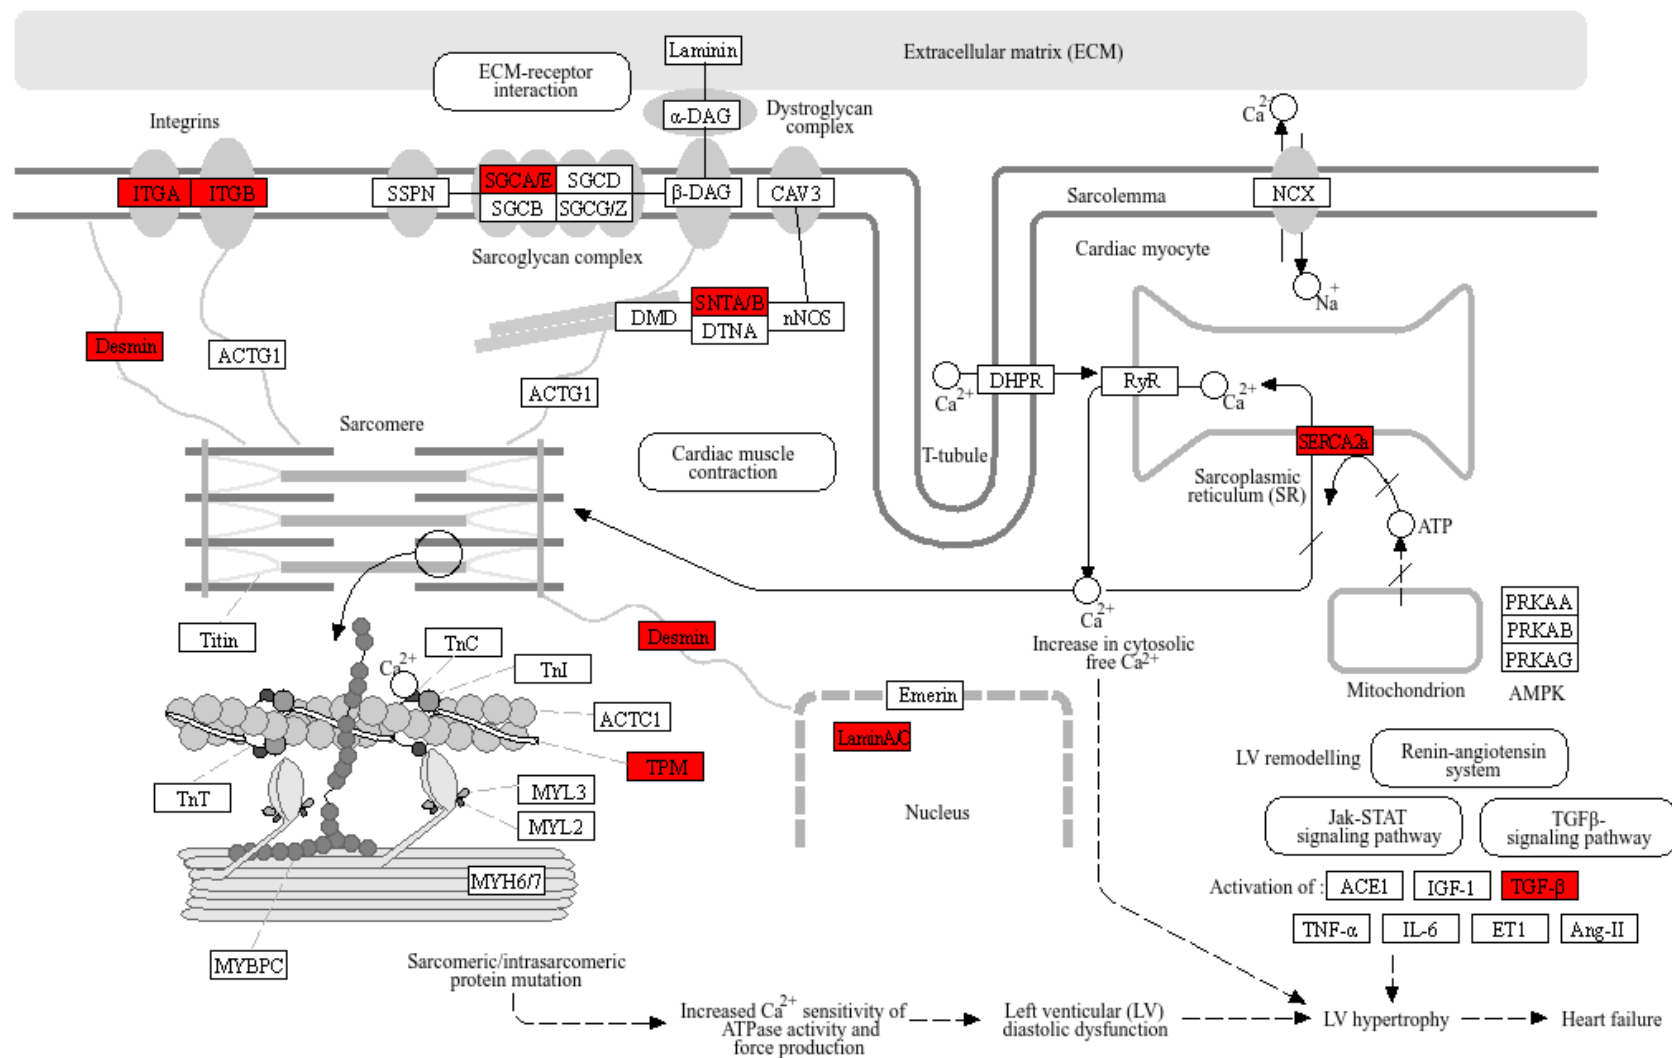 Extracellular matrix (ECM)
Laminin
ECM-receptor
interaction
α-DAG
Dystroglycan
complex
Integrins
Ca2+
ITGA
ITGB
SSPN
SGCA/E
SGCD
SGCB
SGCG/Z
β-DAG
CAV3
Sarcolemma
NCX
Sarcoglycan complex
Cardiac myocyte
Na+
Desmin
ACTG1
DMD
SNTA/B
DTNA
nNOS
ACTG1
DHPR
Ca2+
RyR
Ca2+
Sarcomere
Cardiac muscle
contraction
T-tubule
SERCA2a
Sarcoplasmic
reticulum (SR)
ATP
Ca2+
Increase in cytosolic
free Ca2+
PRKAA
PRKAB
PRKAG
Mitochondrion
AMPK
Titin
Desmin
TnC
Ca2+
TnI
Emerin
ACTC1
LaminA/C
TPM
TnT
MYL3
MYL2
Nucleus
MYH6/7
MYBPC
LV remodelling
Renin-angiotensin
system
Jak-STAT
signaling pathway
TGFβ-
signaling pathway
Activation of :
ACE1
IGF-1
TGF-β
TNF-α
IL-6
ET1
Ang-II
Sarcomeric/intrasarcomeric
protein mutation
Increased Ca2+ sensitivity of
ATPase activity and
force production
Left venticular (LV)
diastolic dysfunction
LV hypertrophy
Heart failure